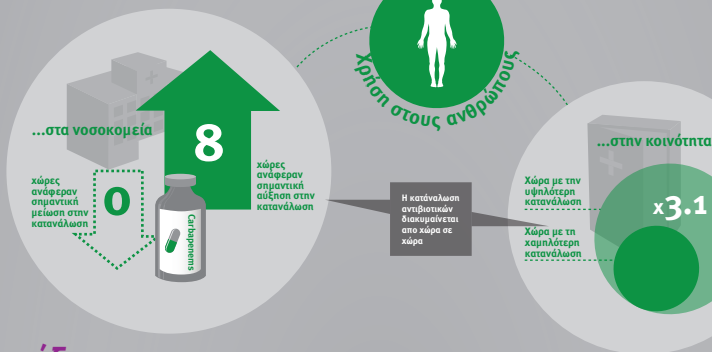 Χρήση στους ανθρώπους
...στα νοσοκομεία
8
χώρες
ανάφεραν
σημαντική
αύξηση στην
κατανάλωση
χώρες
ανάφεραν
σημαντική
μείωση στην
κατανάλωση
0
Carbapenems
Η κατάναλωση
αντιβιοτικών
διακυμαίνεται
απο χώρα σε
χώρα
...στην κοινότητα
Χώρα με την
υψηλότερη
κατανάλωση
x3.1
Χώρα με τη
χαμηλότερη
κατανάλωση